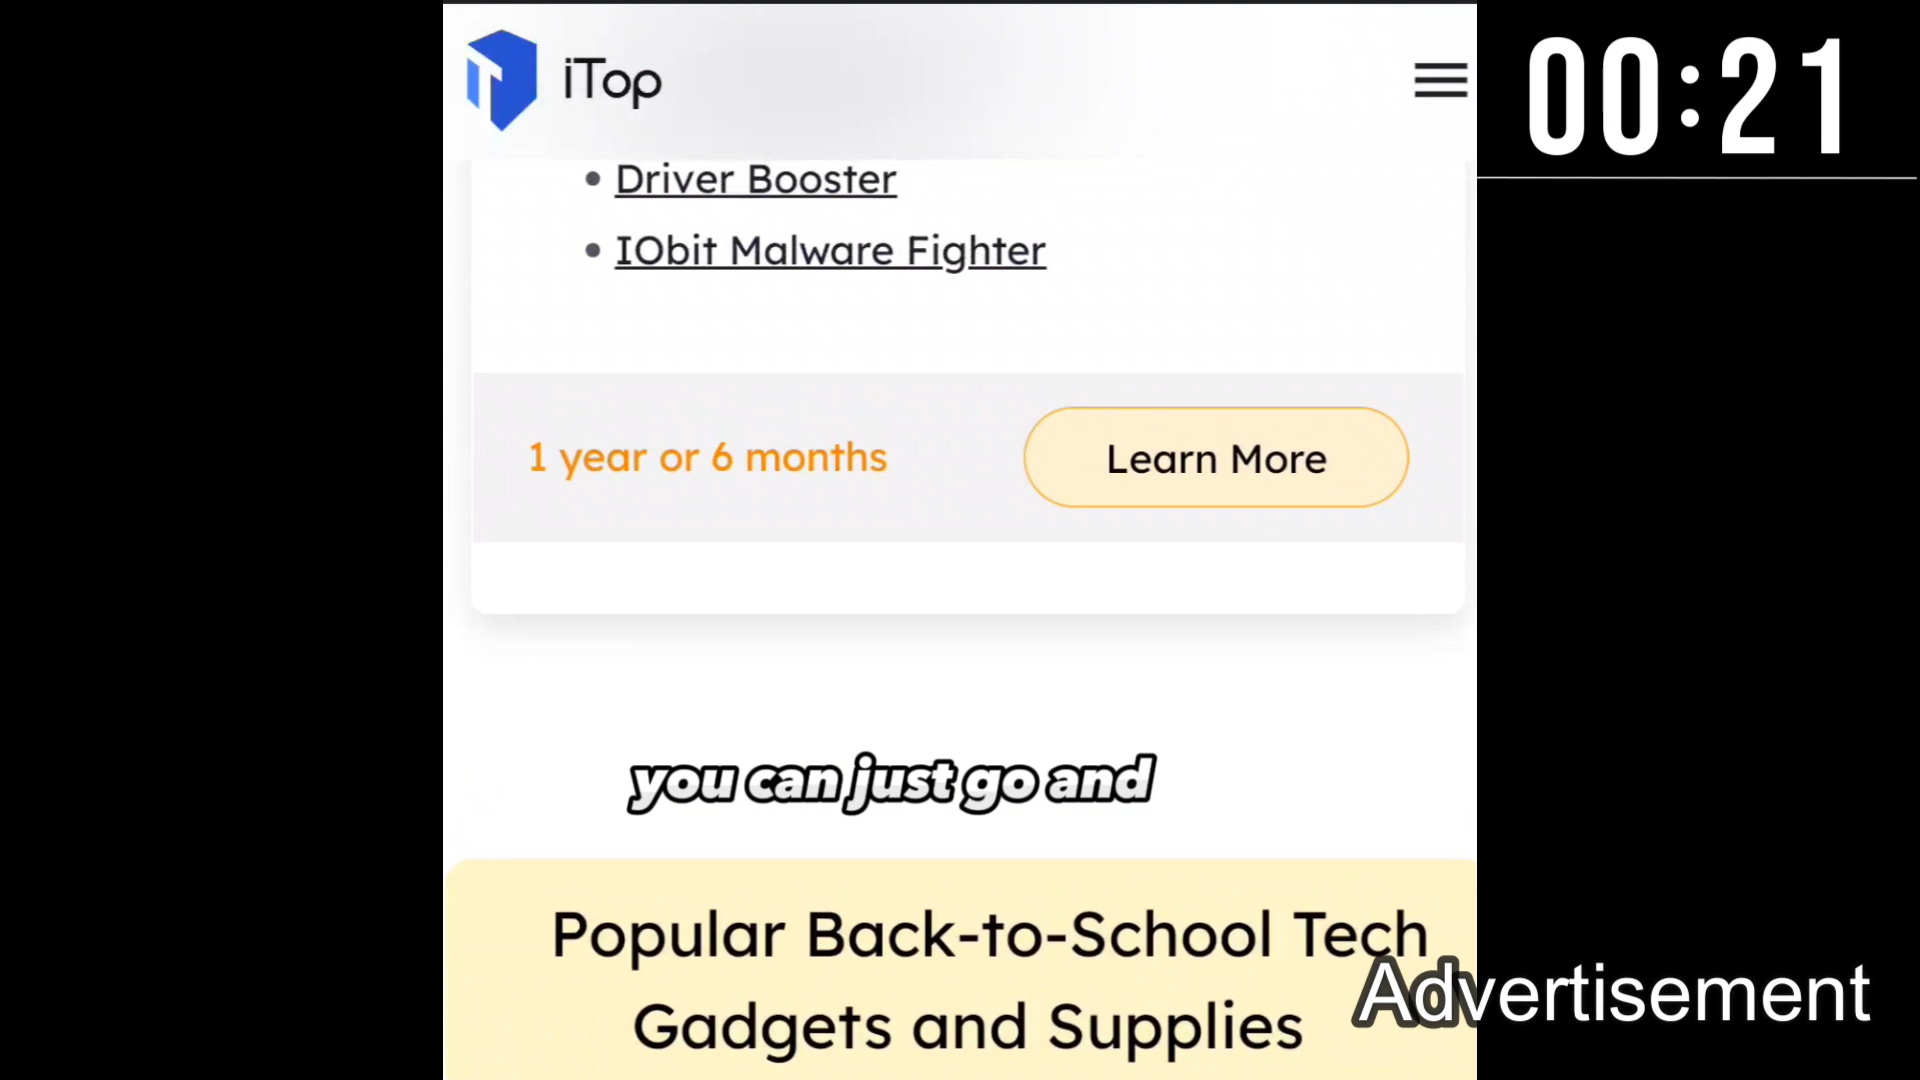 iTop
00:21
Driver Booster
IObit Malware Fighter
1 year or 6 months
Learn More
you can just go and
Popular Back-to-School Tech
Gadgets and Supplies
Advertisement